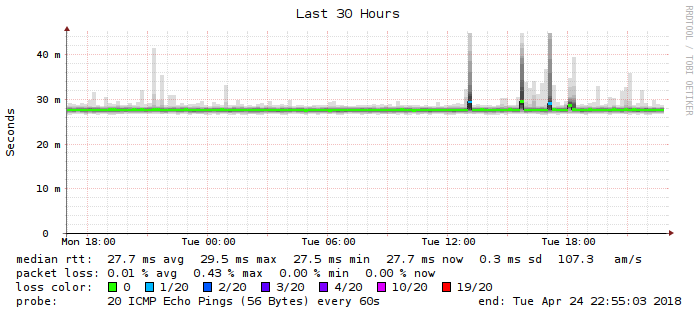 Last 30 Hours
RRDTOOL / TOBI OETIKER
Seconds
40 m
30 m
20 m
10 m
0
Mon 18:00 Tue 00:00 Tue 06:00 Tue 12:00 Tue 18:00
median rtt: 27.7 ms avg 29.5 ms max 27.5 ms min 27.7 ms now 0.3 ms sd 107.3 am/s
packet loss: 0.01 % avg 0.43 % max 0.00 % min 0.00 % now
loss color: 0 1/20 2/20 3/20 4/20 10/20 19/20
probe: 20 ICMP Echo Pings (56 Bytes) every 60s end: Tue Apr 24 22:55:03 2018